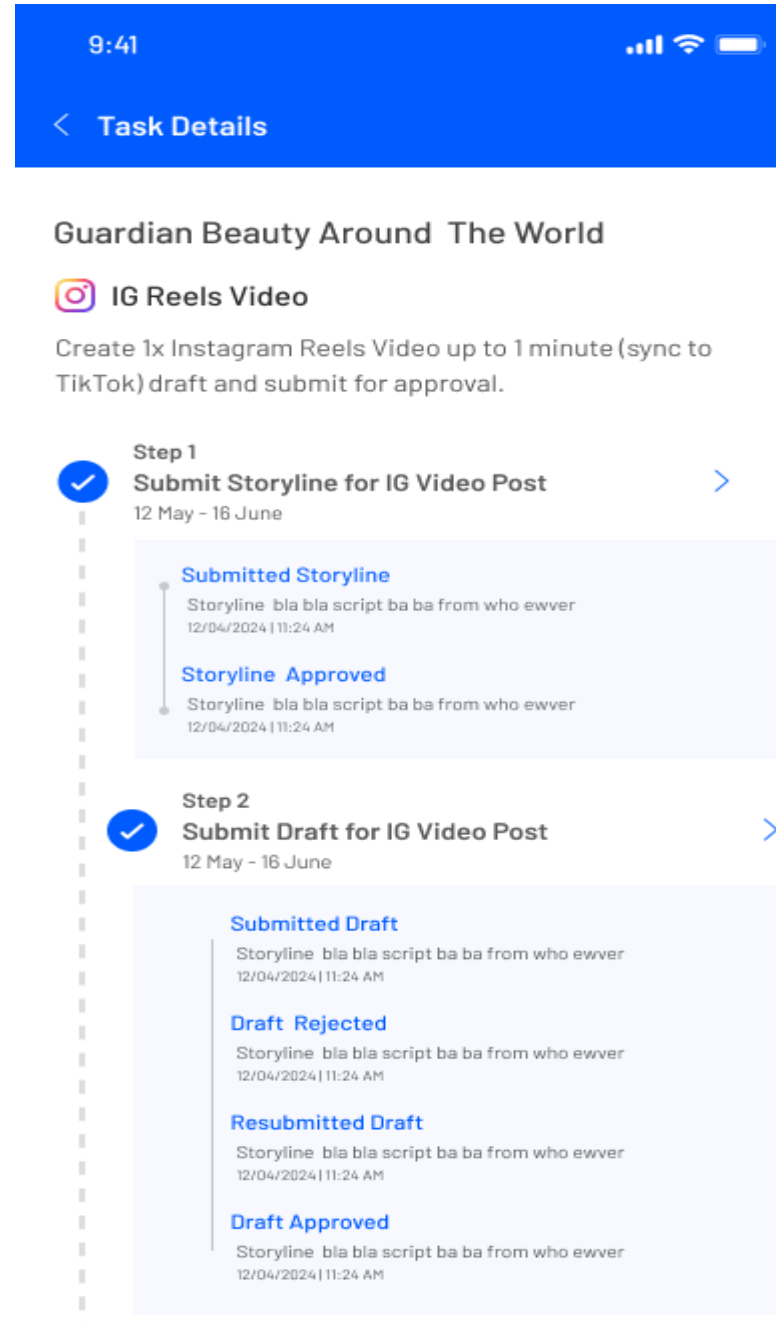 9:41
Task Details
Guardian Beauty Around The World
IG Reels Video
Create 1x Instagram Reels Video up to 1 minute (sync to
TikTok) draft and submit for approval.
Step 1
Submit Storyline for IG Video Post
12 May - 16 June
Submitted Storyline
Storyline bla bla script ba ba from who ewver
12/04/2024 | 11:24 AM
Storyline Approved
Storyline bla bla script ba ba from who ewver
12/04/2024 | 11:24 AM
Step 2
Submit Draft for IG Video Post
12 May - 16 June
Submitted Draft
Storyline bla bla script ba ba from who ewver
12/04/2024 | 11:24 AM
Draft Rejected
Storyline bla bla script ba ba from who ewver
12/04/2024 | 11:24 AM
Resubmitted Draft
Storyline bla bla script ba ba from who ewver
12/04/2024 | 11:24 AM
Draft Approved
Storyline bla bla script ba ba from who ewver
12/04/2024 | 11:24 AM